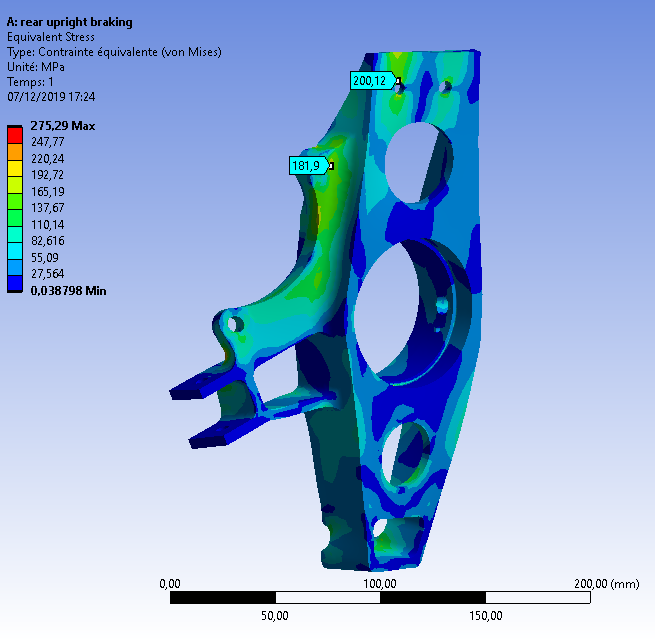 A: rear upright braking
Equivalent Stress
Type: Contrainte équivalente (von Mises)
Unité: MPa
Temps: 1
07/12/2019 17:24
275,29 Max
247,77
220,24
192,72
165,19
137,67
110,14
82,616
55,09
27,564
0,038798 Min
200,12
181,9
0,00 100,00 200,00 (mm)
50,00 150,00